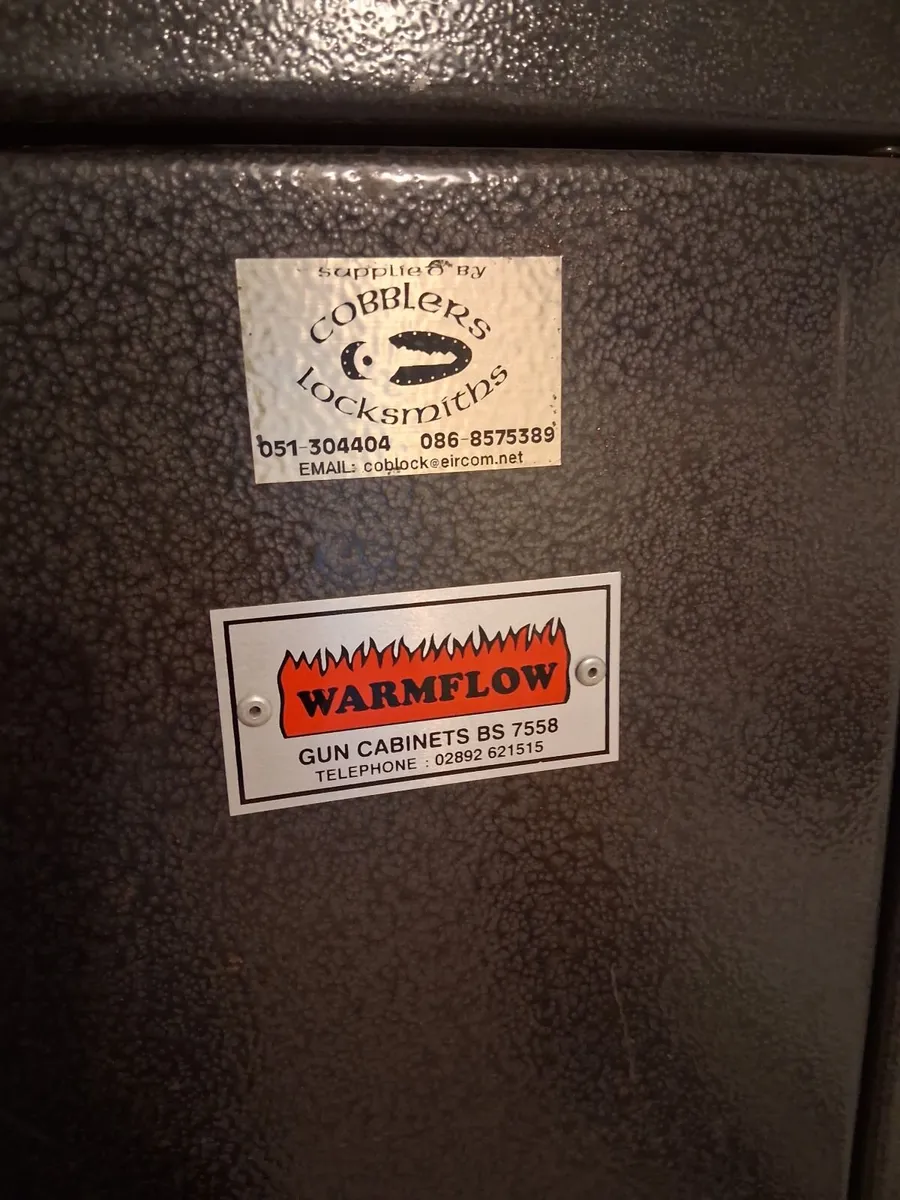 supplied By
COBBLERS
LOCKSMITHS
051-304404 086-8575389
EMAIL: coblock@eircom.net
WARMFLOW
GUN CABINETS BS 7558
TELEPHONE : 02892 621515